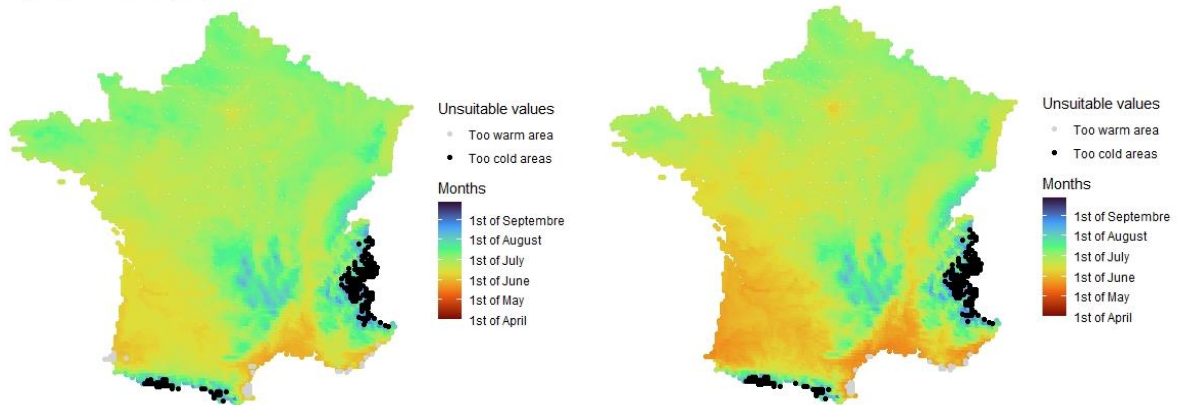 Unsuitable values
Too warm area
Too cold areas
Months
1st of Septembre
1st of August
1st of July
1st of June
1st of May
1st of April
Unsuitable values
Too warm area
Too cold areas
Months
1st of Septembre
1st of August
1st of July
1st of June
1st of May
1st of April